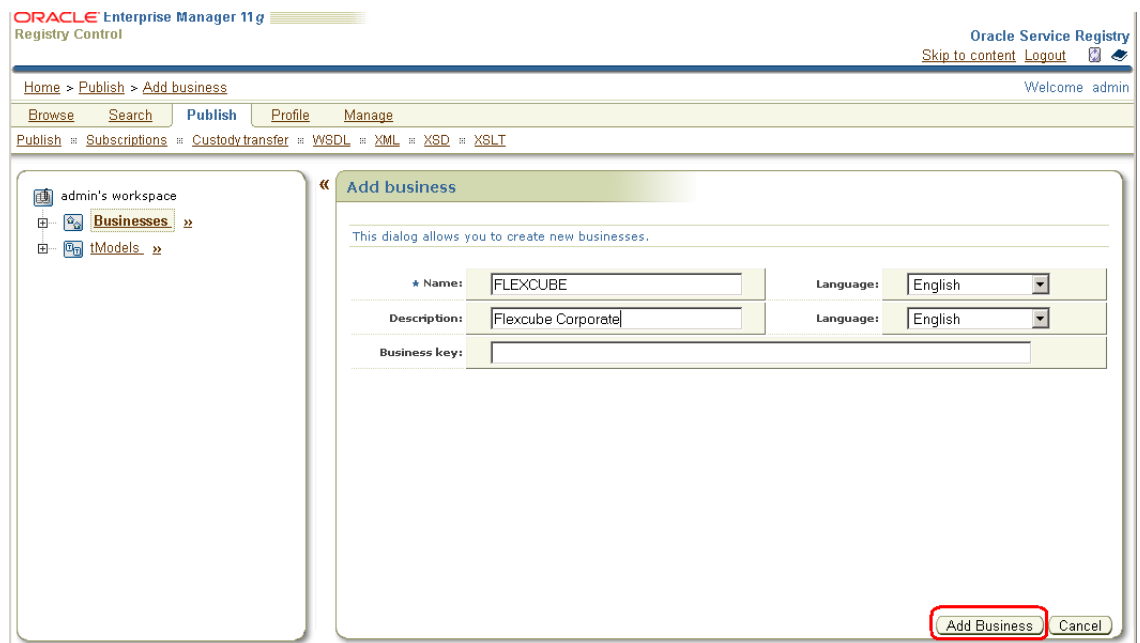 ORACLE Enterprise Manager 11g
Registry Control
Oracle Service Registry
Skip to content Logout
Home > Publish > Add business
Welcome admin
Browse Search Publish Profile Manage
Publish Subscriptions Custody transfer WSDL XML XSD XSLT
admin's workspace
Businesses »
tModels »
«
Add business
This dialog allows you to create new businesses.
* Name: FLEXCUBE Language: English
Description: Flexcube Corporate Language: English
Business key:
Add Business Cancel